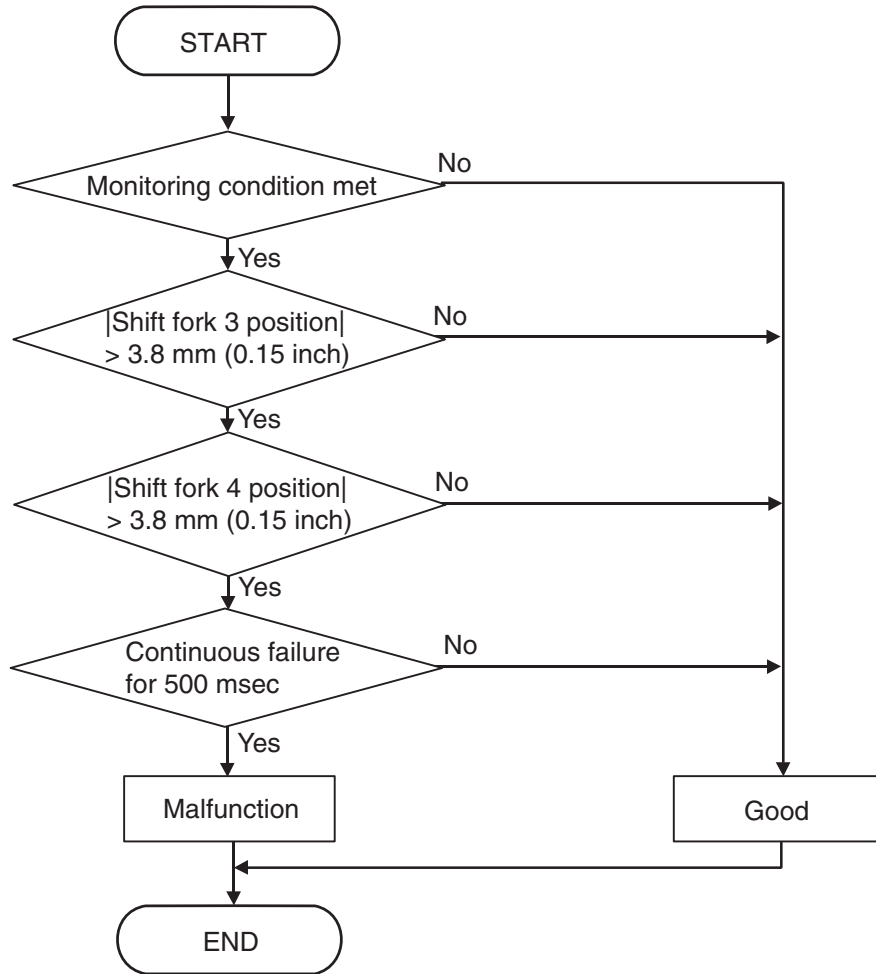 START
Monitoring condition met
No
Yes
|Shift fork 3 position|
> 3.8 mm (0.15 inch)
No
Yes
|Shift fork 4 position|
> 3.8 mm (0.15 inch)
No
Yes
Continuous failure
for 500 msec
No
Yes
Malfunction
Good
END